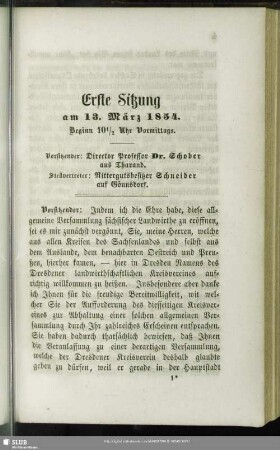 Erste Sitzung
am 13. März 1854.
Beginn 10½ Uhr Vormittags.
Vorsitzender: Director Professor Dr. Schober
aus Tharand.
Stellvertreter: Rittergutsbesitzer Schneider
auf Gönnsdorf.
Vorsitzender: Indem ich die Ehre habe, diese all-
gemeine Versammlung sächsischer Landwirthe zu eröffnen,
sei es mir zunächst vergönnt, Sie, meine Herren, welche
aus allen Kreisen des Sachsenlandes und selbst aus
dem Auslande, dem benachbarten Oestreich und Preu-
ßen, hierher kamen, — hier in Dresden Namens des
Dresdener landwirthschaftlichen Kreisvereines auf-
richtig willkommen zu heißen. Insbesondere aber danke
ich Ihnen für die freudige Bereitwilligkeit, mit wel-
cher Sie der Aufforderung des diesseitigen Kreisver-
eines zur Abhaltung einer solchen allgemeinen Ver-
sammlung durch Ihr zahlreiches Erscheinen entsprachen.
Sie haben dadurch thatsächlich bewiesen, daß Ihnen
die Veranlassung zu einer derartigen Versammlung,
welche der Dresdener Kreisverein deshalb glaubte
geben zu dürfen, weil er gerade in der Hauptstadt
1*
SLUB